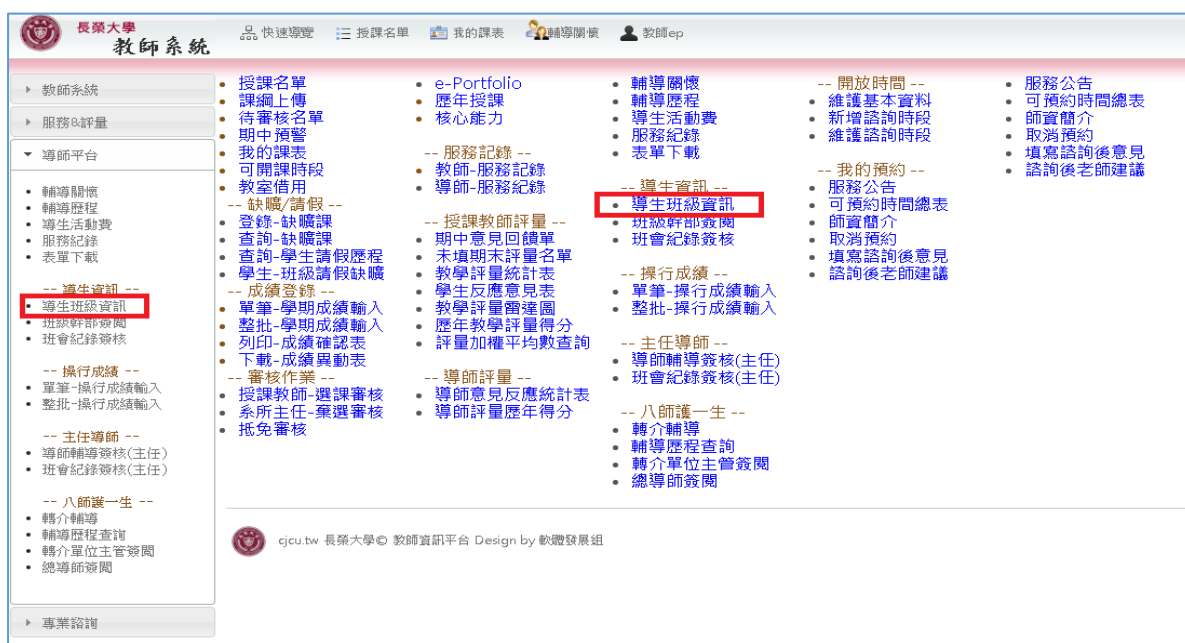 長榮大學
教師系統
快速導覽
授課名單
我的課表
輔導關懷
教師ep
教師系統
服務&評量
導師平台
輔導關懷
輔導歷程
導生活動費
服務紀錄
表單下載
-- 導生資訊 --
導生班級資訊
班級幹部簽閱
班會紀錄簽核
-- 操行成績 --
單筆-操行成績輸入
整批-操行成績輸入
-- 主任導師 --
導師輔導簽核(主任)
班會紀錄簽核(主任)
-- 八師護一生 --
轉介輔導
輔導歷程查詢
轉介單位主管簽閱
總導師簽閱
專業諮詢
授課名單
課綱上傳
待審核名單
期中預警
我的課表
可開課時段
教室借用
-- 缺曠/請假 --
登錄-缺曠課
查詢-缺曠課
查詢-學生請假歷程
學生-班級請假缺曠
-- 成績登錄 --
單筆-學期成績輸入
整批-學期成績輸入
列印-成績確認表
下載-成績異動表
-- 審核作業 --
授課教師-選課審核
系所主任-棄選審核
抵免審核
e-Portfolio
歷年授課
核心能力
-- 服務記錄 --
教師-服務記錄
導師-服務紀錄
-- 授課教師評量 --
期中意見回饋單
未填期末評量名單
教學評量統計表
學生反應意見表
教學評量雷達圖
歷年教學評量得分
評量加權平均數查詢
-- 導師評量 --
導師意見反應統計表
導師評量歷年得分
輔導關懷
輔導歷程
導生活動費
服務紀錄
表單下載
-- 導生資訊 --
導生班級資訊
班級幹部簽閱
班會紀錄簽核
-- 操行成績 --
單筆-操行成績輸入
整批-操行成績輸入
-- 主任導師 --
導師輔導簽核(主任)
班會紀錄簽核(主任)
-- 八師護一生 --
轉介輔導
輔導歷程查詢
轉介單位主管簽閱
總導師簽閱
-- 開放時間 --
維護基本資料
新增諮詢時段
維護諮詢時段
-- 我的預約 --
服務公告
可預約時間總表
師資簡介
取消預約
填寫諮詢後意見
諮詢後老師建議
服務公告
可預約時間總表
師資簡介
取消預約
填寫諮詢後意見
諮詢後老師建議
cjcu.tw 長榮大學© 教師資訊平台 Design by 軟體發展組